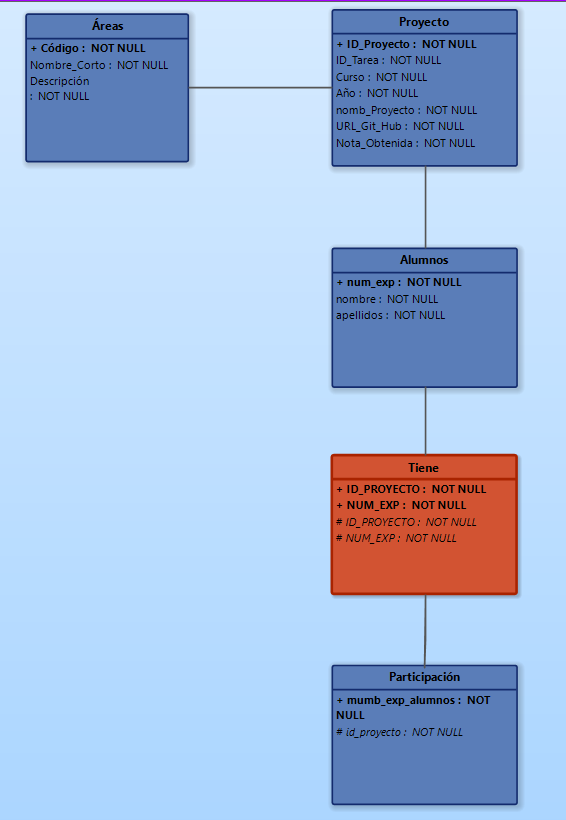 Áreas
+ Código : NOT NULL
Nombre_Corto : NOT NULL
Descripción
: NOT NULL
Proyecto
+ ID_Proyecto : NOT NULL
ID_Tarea : NOT NULL
Curso : NOT NULL
Año : NOT NULL
nomb_Proyecto : NOT NULL
URL_Git_Hub : NOT NULL
Nota_Obtenida : NOT NULL
Alumnos
+ num_exp : NOT NULL
nombre : NOT NULL
apellidos : NOT NULL
Tiene
+ ID_PROYECTO : NOT NULL
+ NUM_EXP : NOT NULL
# ID_PROYECTO : NOT NULL
# NUM_EXP : NOT NULL
Participación
+ mumb_exp_alumnos : NOT
NULL
# id_proyecto : NOT NULL